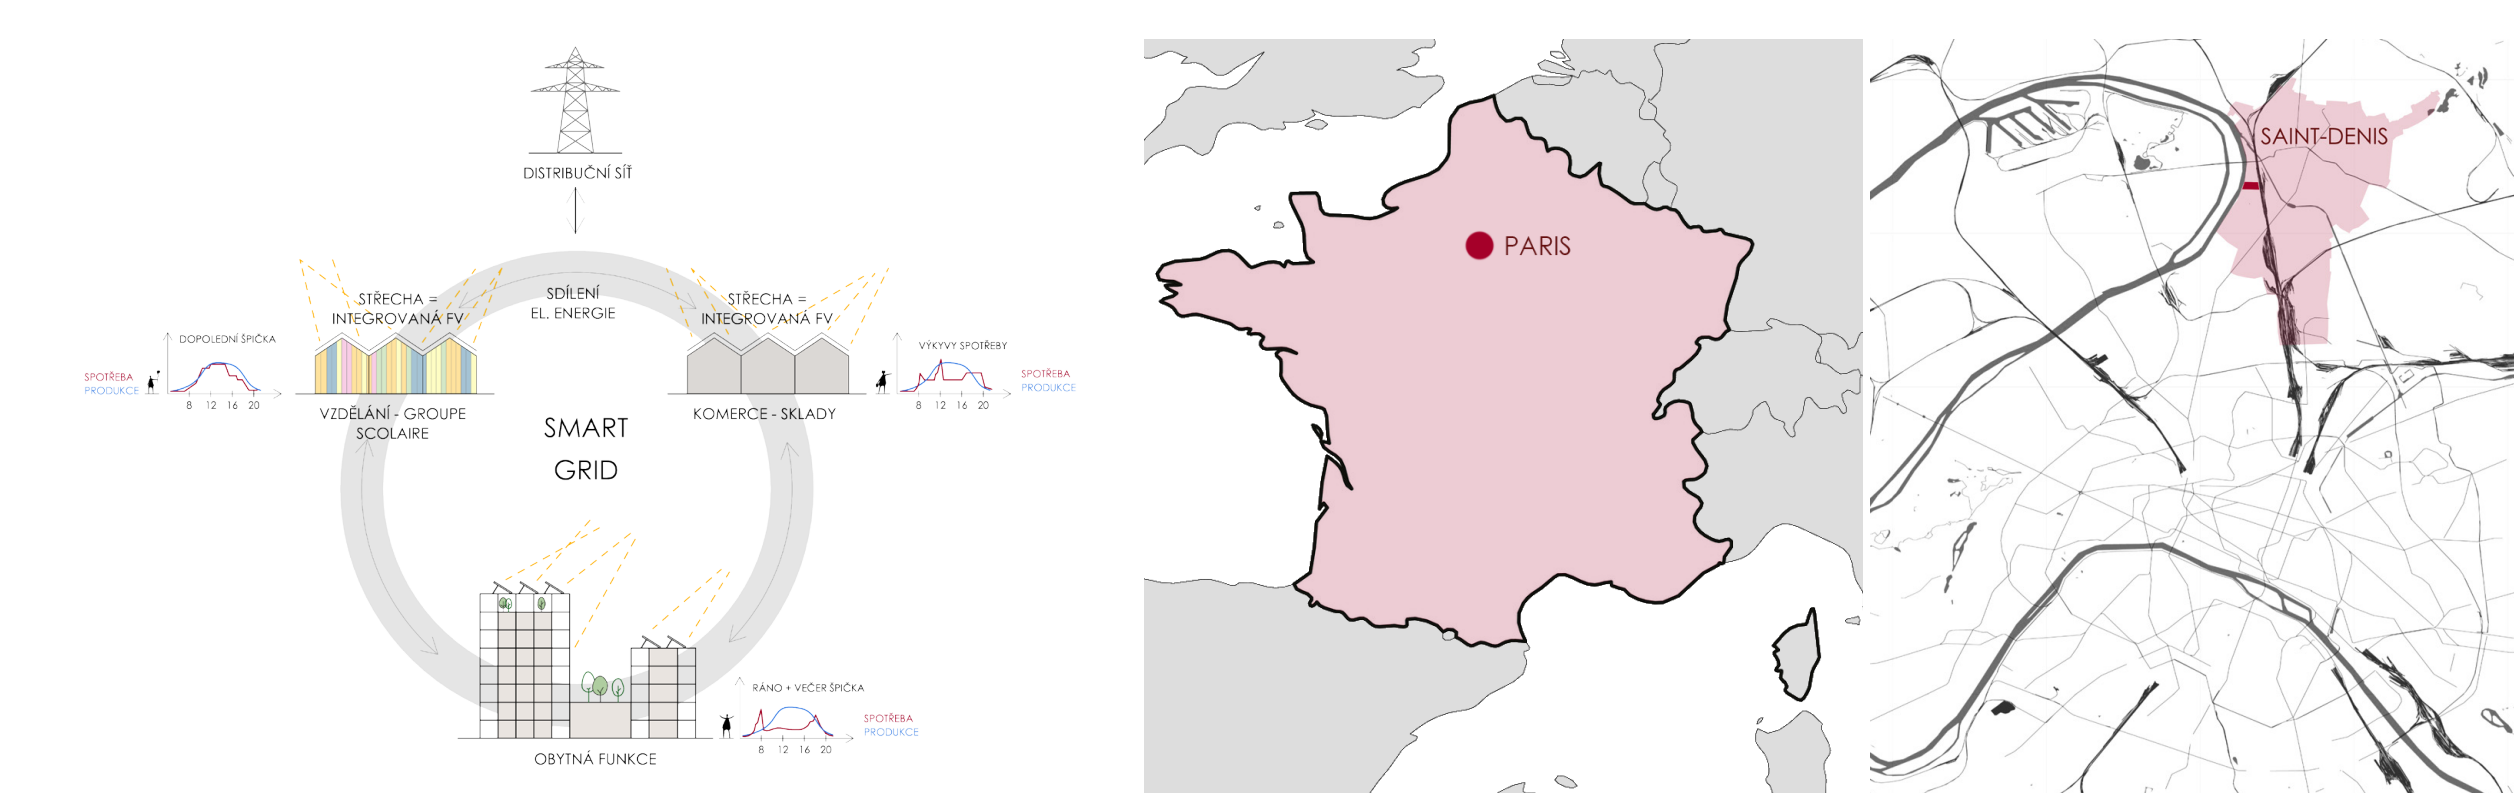 DISTRIBUČNÍ SÍŤ
STŘECHA =
INTEGROVANÁ FV
SDÍLENÍ
EL. ENERGIE
STŘECHA =
INTEGROVANÁ FV
DOPOLEDNÍ ŠPIČKA
SPOTŘEBA
PRODUKCE
8 12 16 20
VZDĚLÁNÍ - GROUPE
SCOLAIRE
VÝKYVY SPOTŘEBY
SPOTŘEBA
PRODUKCE
8 12 16 20
KOMERCE - SKLADY
SMART
GRID
RÁNO + VEČER ŠPIČKA
SPOTŘEBA
PRODUKCE
8 12 16 20
OBYTNÁ FUNKCE
PARIS
SAINT-DENIS